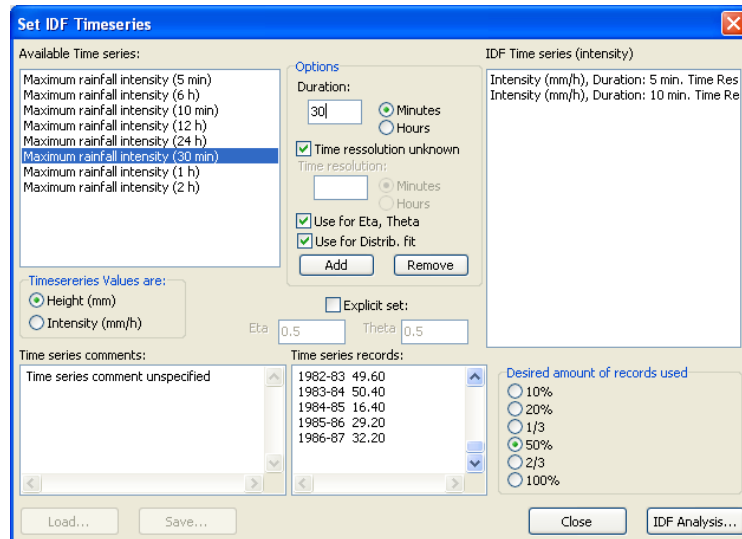 Set IDF Timeseries
Available Time series:
Maximum rainfall intensity (5 min)
Maximum rainfall intensity (6 h)
Maximum rainfall intensity (10 min)
Maximum rainfall intensity (12 h)
Maximum rainfall intensity (24 h)
Maximum rainfall intensity (30 min)
Maximum rainfall intensity (1 h)
Maximum rainfall intensity (2 h)
Options
Duration:
30
Minutes
Hours
Time ressolution unknown
Time resolution:
Minutes
Hours
Use for Eta, Theta
Use for Distrib. fit
Add
Remove
IDF Time series (intensity)
Intensity (mm/h), Duration: 5 min. Time Res
Intensity (mm/h), Duration: 10 min. Time Re
Timesereries Values are:
Height (mm)
Intensity (mm/h)
Explicit set:
Eta
0.5
Theta
0.5
Time series comments:
Time series comment unspecified
Time series records:
1982-83 49.60
1983-84 50.40
1984-85 16.40
1985-86 29.20
1986-87 32.20
Desired amount of records used
10%
20%
1/3
50%
2/3
100%
Load...
Save...
Close
IDF Analysis...